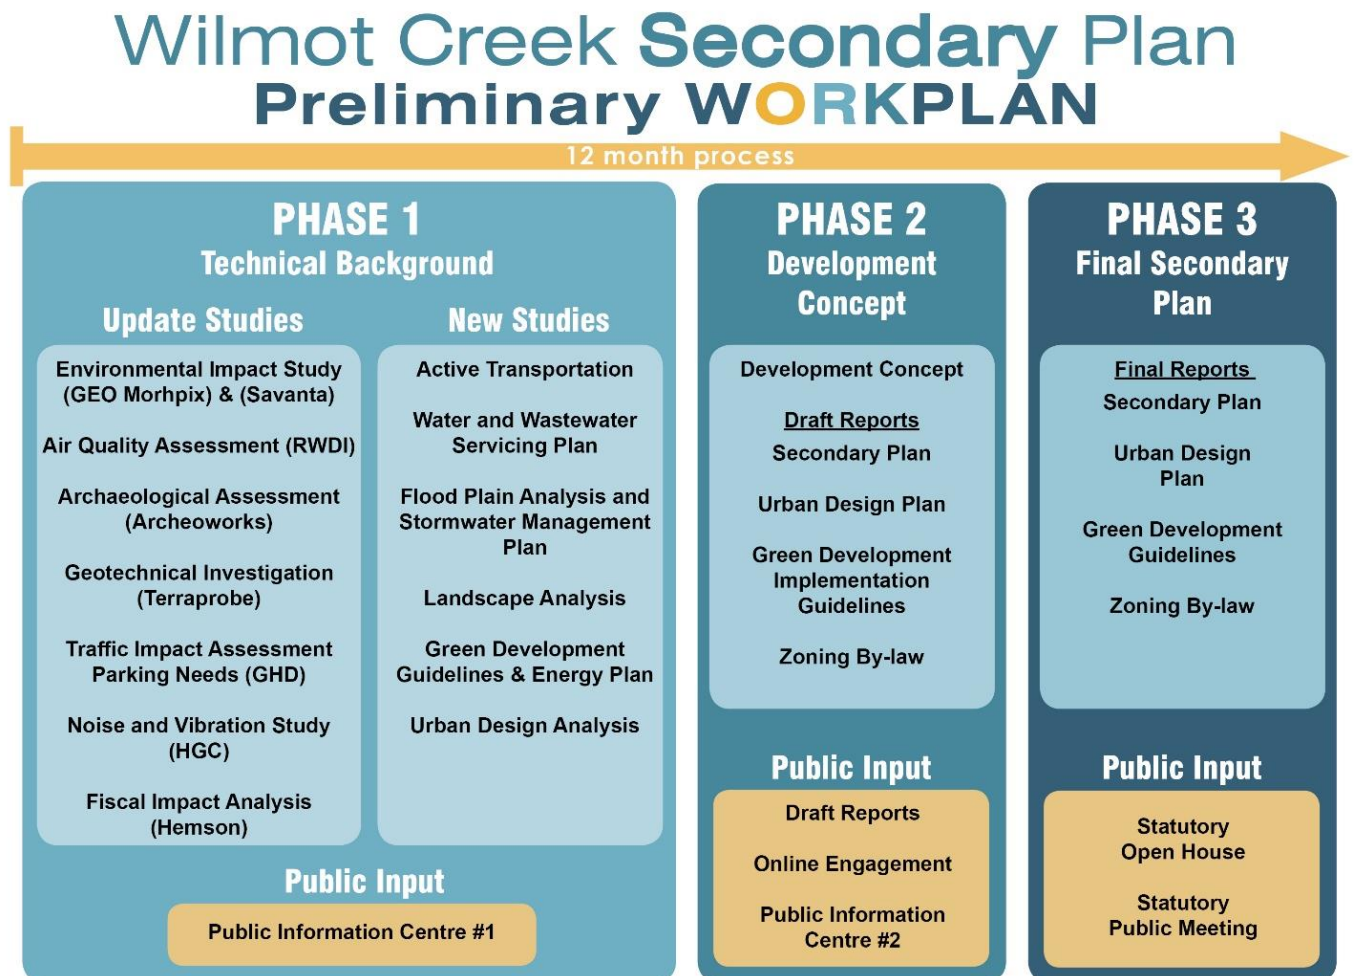 Wilmot Creek Secondary Plan
Preliminary WORKPLAN
12 month process
PHASE 1
Technical Background
Update Studies
Environmental Impact Study
(GEO Morhpix) & (Savanta)
Air Quality Assessment (RWDI)
Archaeological Assessment
(Archeoworks)
Geotechnical Investigation
(Terraprobe)
Traffic Impact Assessment
Parking Needs (GHD)
Noise and Vibration Study
(HGC)
Fiscal Impact Analysis
(Hemson)
New Studies
Active Transportation
Water and Wastewater
Servicing Plan
Flood Plain Analysis and
Stormwater Management
Plan
Landscape Analysis
Green Development
Guidelines & Energy Plan
Urban Design Analysis
Public Input
Public Information Centre #1
PHASE 2
Development
Concept
Development Concept
Draft Reports
Secondary Plan
Urban Design Plan
Green Development
Implementation
Guidelines
Zoning By-law
Public Input
Draft Reports
Online Engagement
Public Information
Centre #2
PHASE 3
Final Secondary
Plan
Final Reports
Secondary Plan
Urban Design
Plan
Green Development
Guidelines
Zoning By-law
Public Input
Statutory
Open House
Statutory
Public Meeting